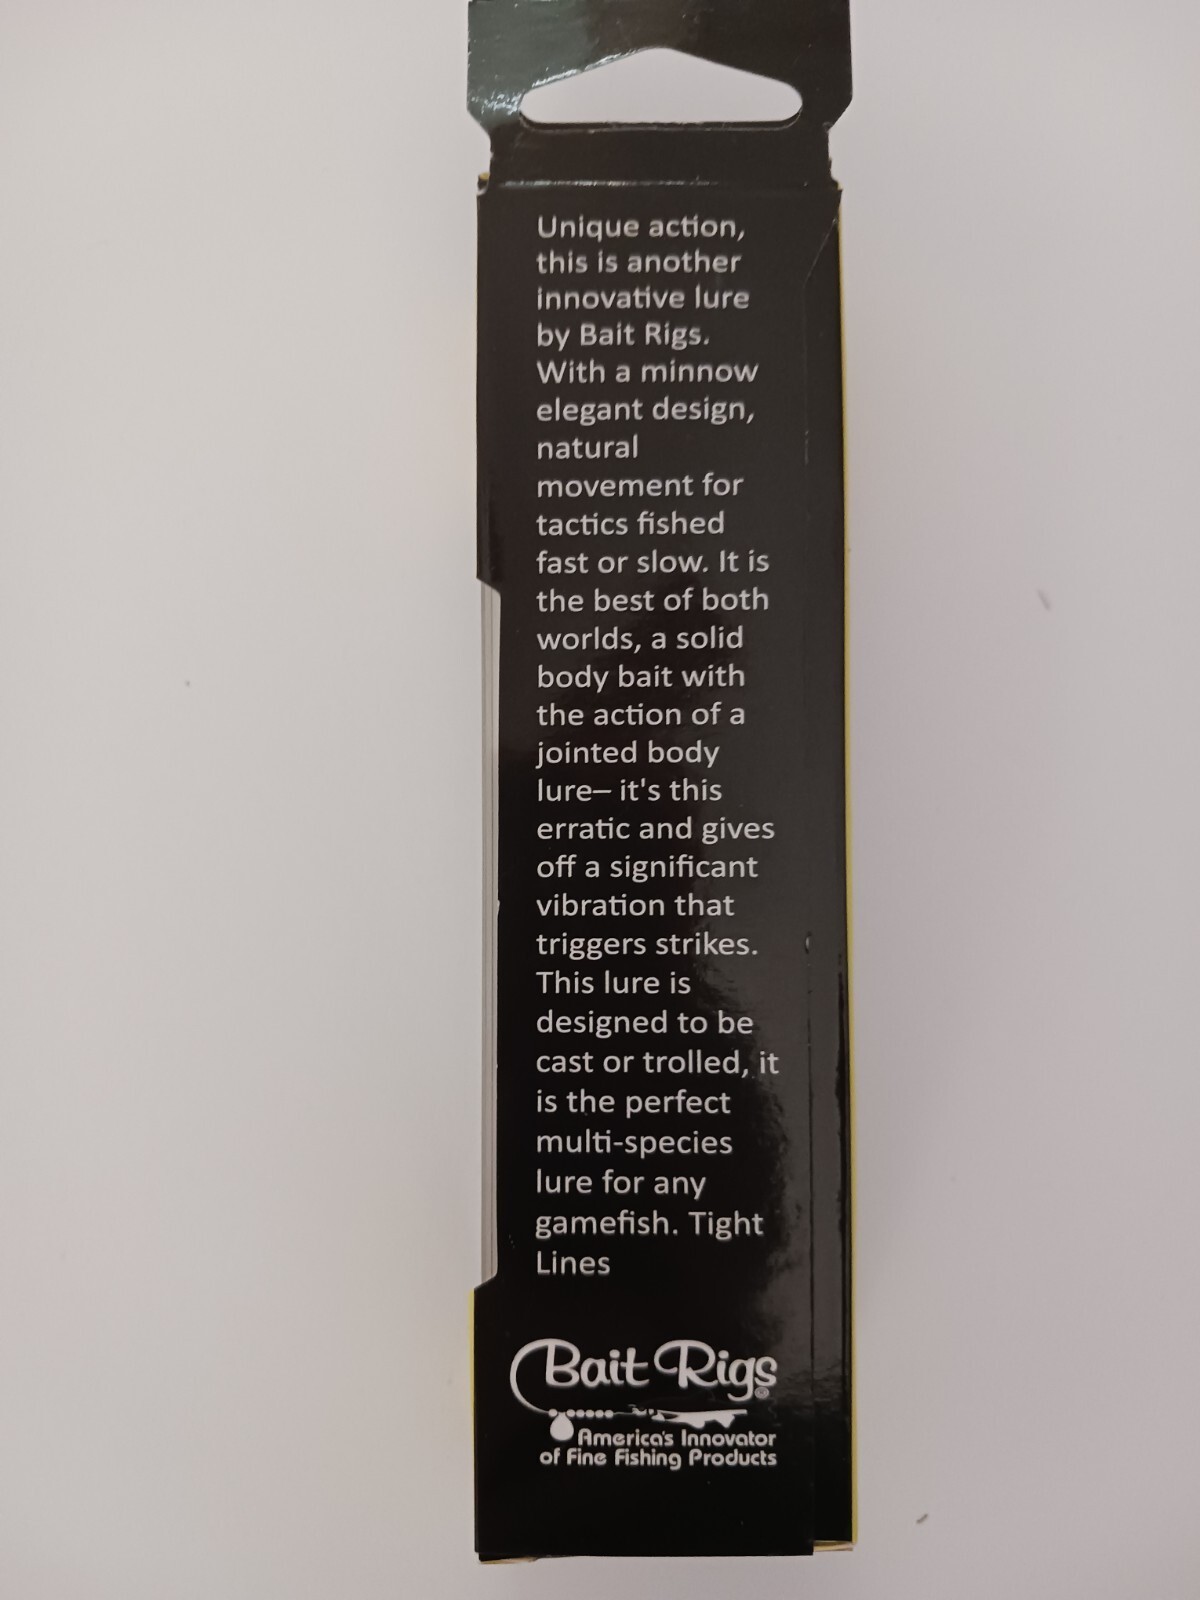 Unique action,
this is another
innovative lure
by Bait Rigs.
With a minnow
elegant design,
natural
movement for
tactics fished
fast or slow. It is
the best of both
worlds, a solid
body bait with
the action of a
jointed body
lure– it's this
erratic and gives
off a significant
vibration that
triggers strikes.
This lure is
designed to be
cast or trolled, it
is the perfect
multi-species
lure for any
gamefish. Tight
Lines
Bait Rigs
America's Innovator
of Fine Fishing Products